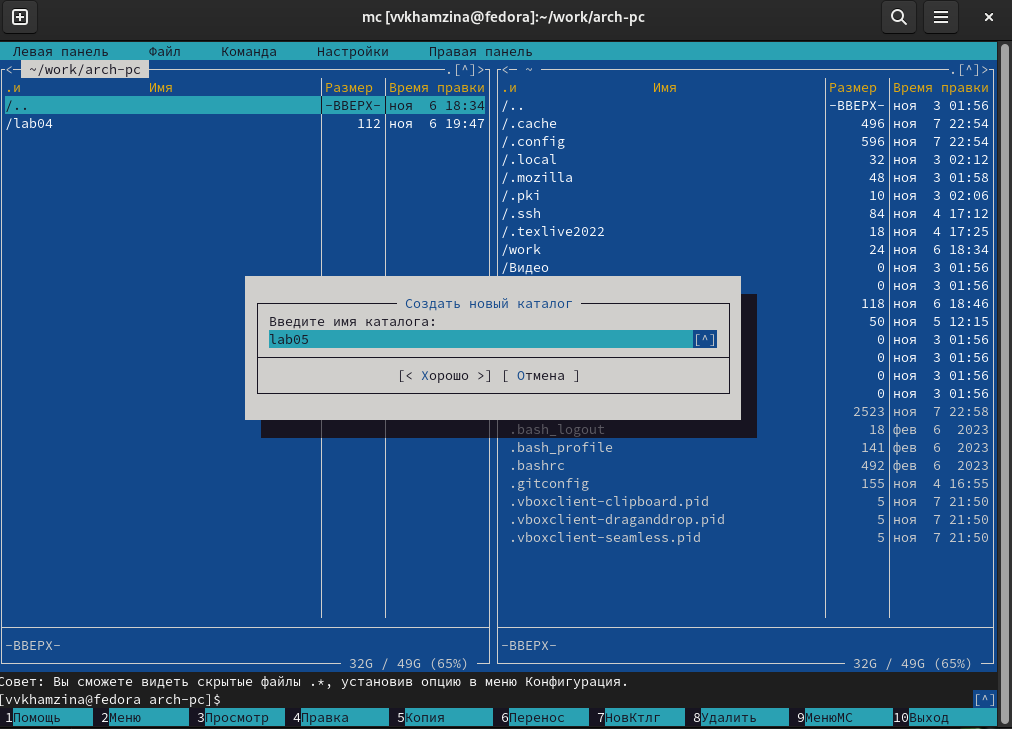 mc [vvkhamzina@fedora]:~/work/arch-pc
Левая панель Файл Команда Настройки Правая панель
<─ ~/work/arch-pc .[^]> <─ ~ .[^]>
.и Имя Размер Время правки .и Имя Размер Время правки
/.. -ВВЕРХ- ноя 6 18:34 /.. -ВВЕРХ- ноя 3 01:56
/lab04 112 ноя 6 19:47 /.cache 496 ноя 7 22:54
/.config 596 ноя 7 22:54
/.local 32 ноя 3 02:12
/.mozilla 48 ноя 3 01:58
/.pki 10 ноя 3 02:06
/.ssh 84 ноя 4 17:12
/.texlive2022 18 ноя 4 17:25
/work 24 ноя 6 18:34
/Видео 0 ноя 3 01:56
0 ноя 3 01:56
Создать новый каталог 118 ноя 6 18:46
Введите имя каталога: 50 ноя 5 12:15
lab05 [^] 0 ноя 3 01:56
0 ноя 3 01:56
[< Хорошо >] [ Отмена ] 0 ноя 3 01:56
0 ноя 3 01:56
2523 ноя 7 22:58
.bash_logout 18 фев 6 2023
.bash_profile 141 фев 6 2023
.bashrc 492 фев 6 2023
.gitconfig 155 ноя 4 16:55
.vboxclient-clipboard.pid 5 ноя 7 21:50
.vboxclient-draganddrop.pid 5 ноя 7 21:50
.vboxclient-seamless.pid 5 ноя 7 21:50
-ВВЕРХ- -ВВЕРХ-
32G / 49G (65%) 32G / 49G (65%)
Совет: Вы сможете видеть скрытые файлы .*, установив опцию в меню Конфигурация.
[vvkhamzina@fedora arch-pc]$ [^]
1Помощь 2Меню 3Просмотр 4Правка 5Копия 6Перенос 7НовКтлг 8Удалить 9МенюМС 10Выход